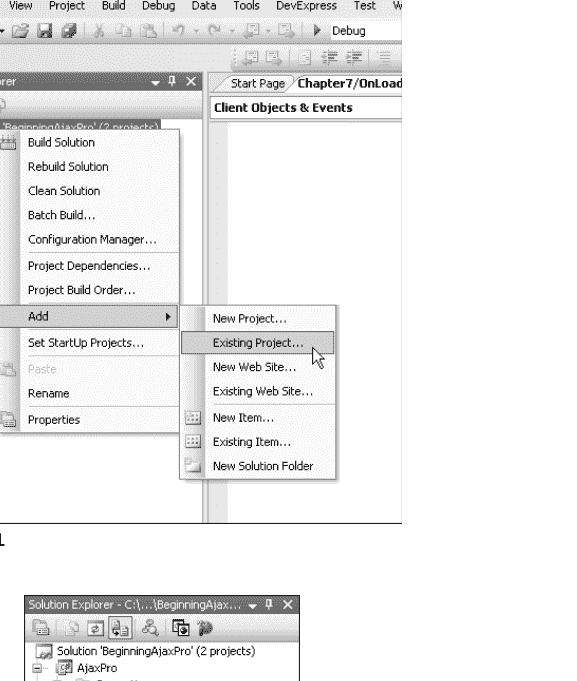 View Project Build Debug Data Tools DevExpress Test W
Debug
rer
Start Page Chapter7/OnLoad
Client Objects & Events
'BeginningAjaxPro' (2 projects)
Build Solution
Rebuild Solution
Clean Solution
Batch Build...
Configuration Manager...
Project Dependencies...
Project Build Order...
Add
New Project...
Set StartUp Projects...
Existing Project...
Paste
New Web Site...
Rename
Existing Web Site...
Properties
New Item...
Existing Item...
New Solution Folder
1
Solution Explorer - C:\...\BeginningAjax...
Solution 'BeginningAjaxPro' (2 projects)
AjaxPro